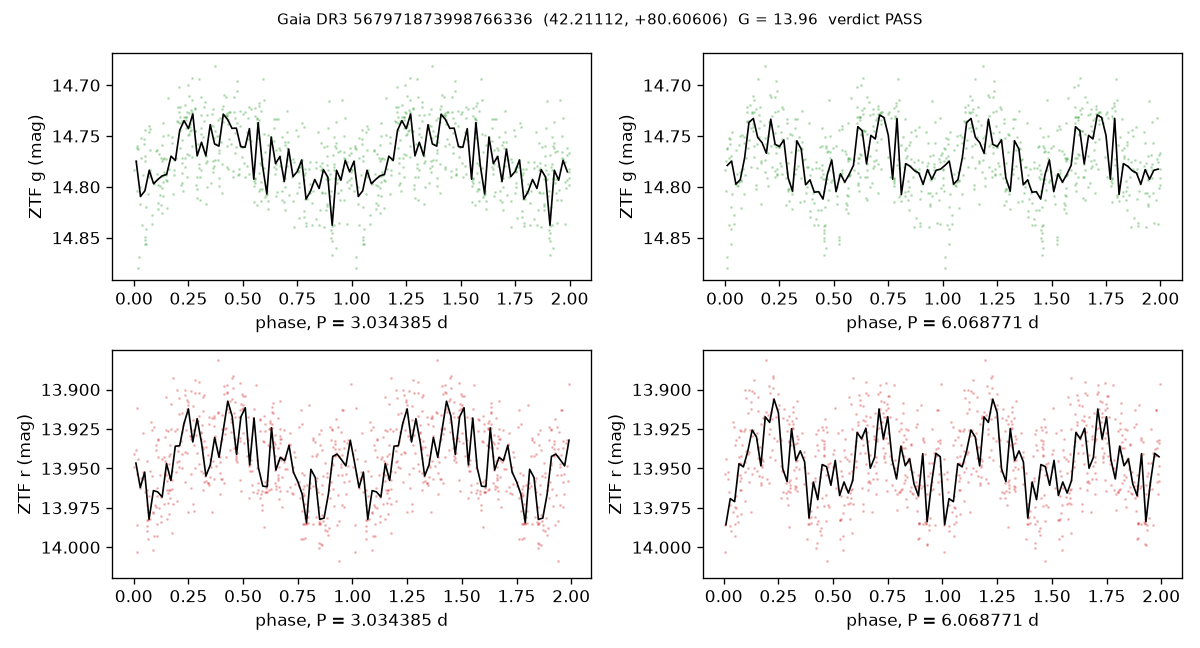 Gaia DR3 567971873998766336 (42.21112, +80.60606) G = 13.96 verdict PASS
ZTF g (mag)
14.70
14.75
14.80
14.85
0.00 0.25 0.50 0.75 1.00 1.25 1.50 1.75 2.00
phase, P = 3.034385 d
ZTF g (mag)
14.70
14.75
14.80
14.85
0.00 0.25 0.50 0.75 1.00 1.25 1.50 1.75 2.00
phase, P = 6.068771 d
ZTF r (mag)
13.900
13.925
13.950
13.975
14.000
0.00 0.25 0.50 0.75 1.00 1.25 1.50 1.75 2.00
phase, P = 3.034385 d
ZTF r (mag)
13.900
13.925
13.950
13.975
14.000
0.00 0.25 0.50 0.75 1.00 1.25 1.50 1.75 2.00
phase, P = 6.068771 d